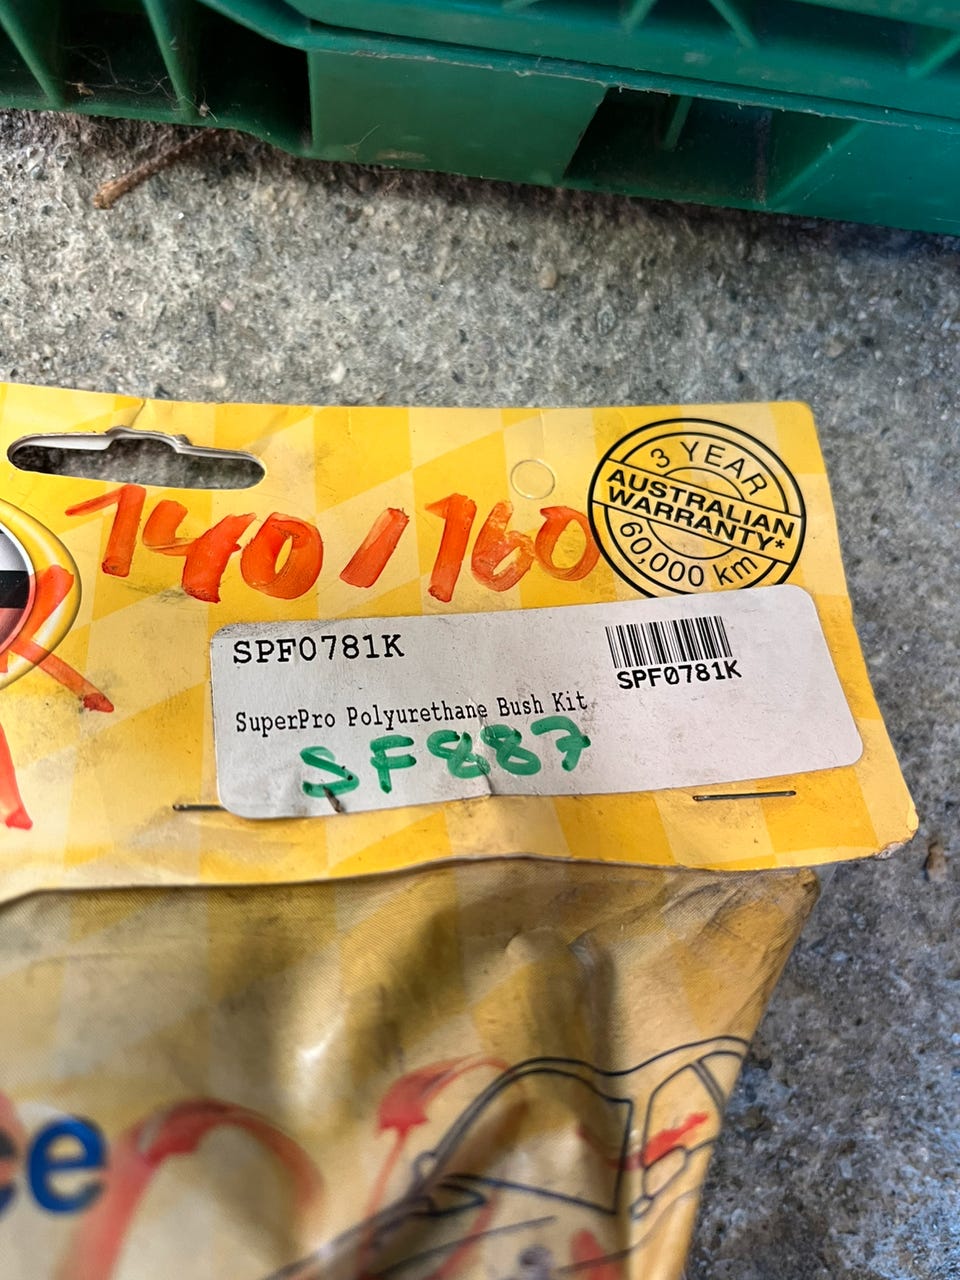 140/160
3 YEAR
AUSTRALIAN
WARRANTY*
60,000 km
SPF0781K
SPF0781K
SuperPro Polyurethane Bush Kit
SF887